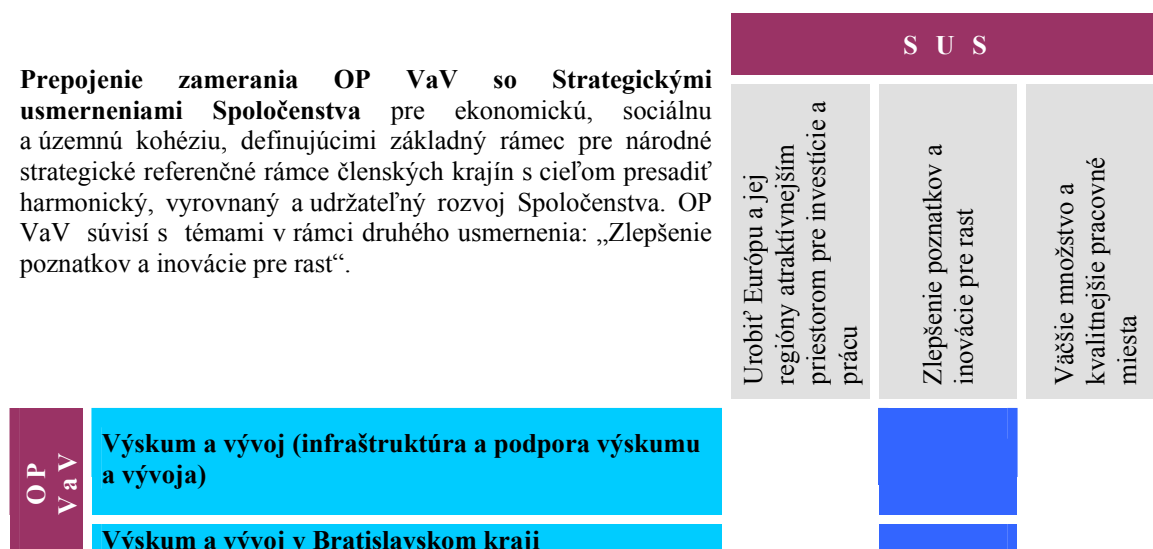 S U S
Prepojenie zamerania OP VaV so Strategickými
usmerneniami Spoločenstva pre ekonomickú, sociálnu
a územnú kohéziu, definujúcimi základný rámec pre národné
strategické referenčné rámce členských krajín s cieľom presadiť
harmonický, vyrovnaný a udržateľný rozvoj Spoločenstva. OP
VaV súvisí s témami v rámci druhého usmernenia: „Zlepšenie
poznatkov a inovácie pre rast“.
Urobiť Európu a jej
regióny atraktívnejším
priestorom pre investície a
prácu
Zlepšenie poznatkov a
inovácie pre rast
Väčšie množstvo a
kvalitnejšie pracovné
miesta
O P
V a V
Výskum a vývoj (infraštruktúra a podpora výskumu
a vývoja)
Výskum a vývoj v Bratislavskom kraji